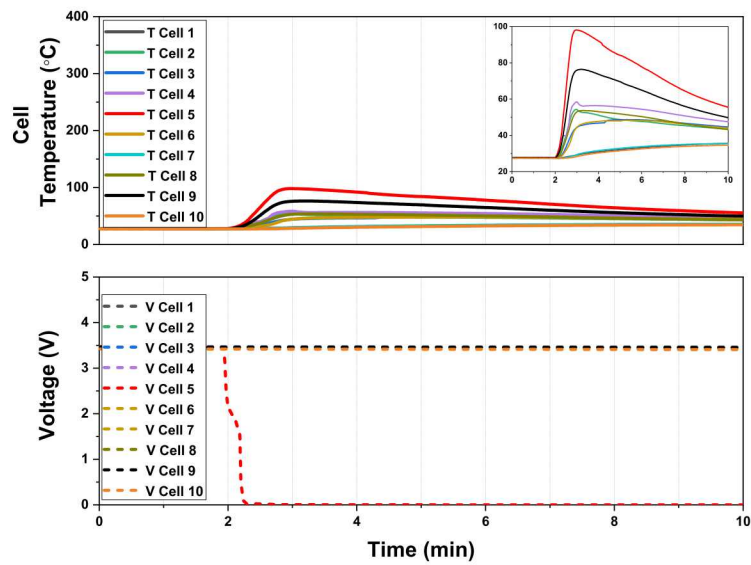 400
300
200
100
0
Cell
Temperature (°C)
T Cell 1
T Cell 2
T Cell 3
T Cell 4
T Cell 5
T Cell 6
T Cell 7
T Cell 8
T Cell 9
T Cell 10
100
80
60
40
20
0 2 4 6 8 10
5
4
3
2
1
0
Voltage (V)
V Cell 1
V Cell 2
V Cell 3
V Cell 4
V Cell 5
V Cell 6
V Cell 7
V Cell 8
V Cell 9
V Cell 10
0 2 4 6 8 10
Time (min)